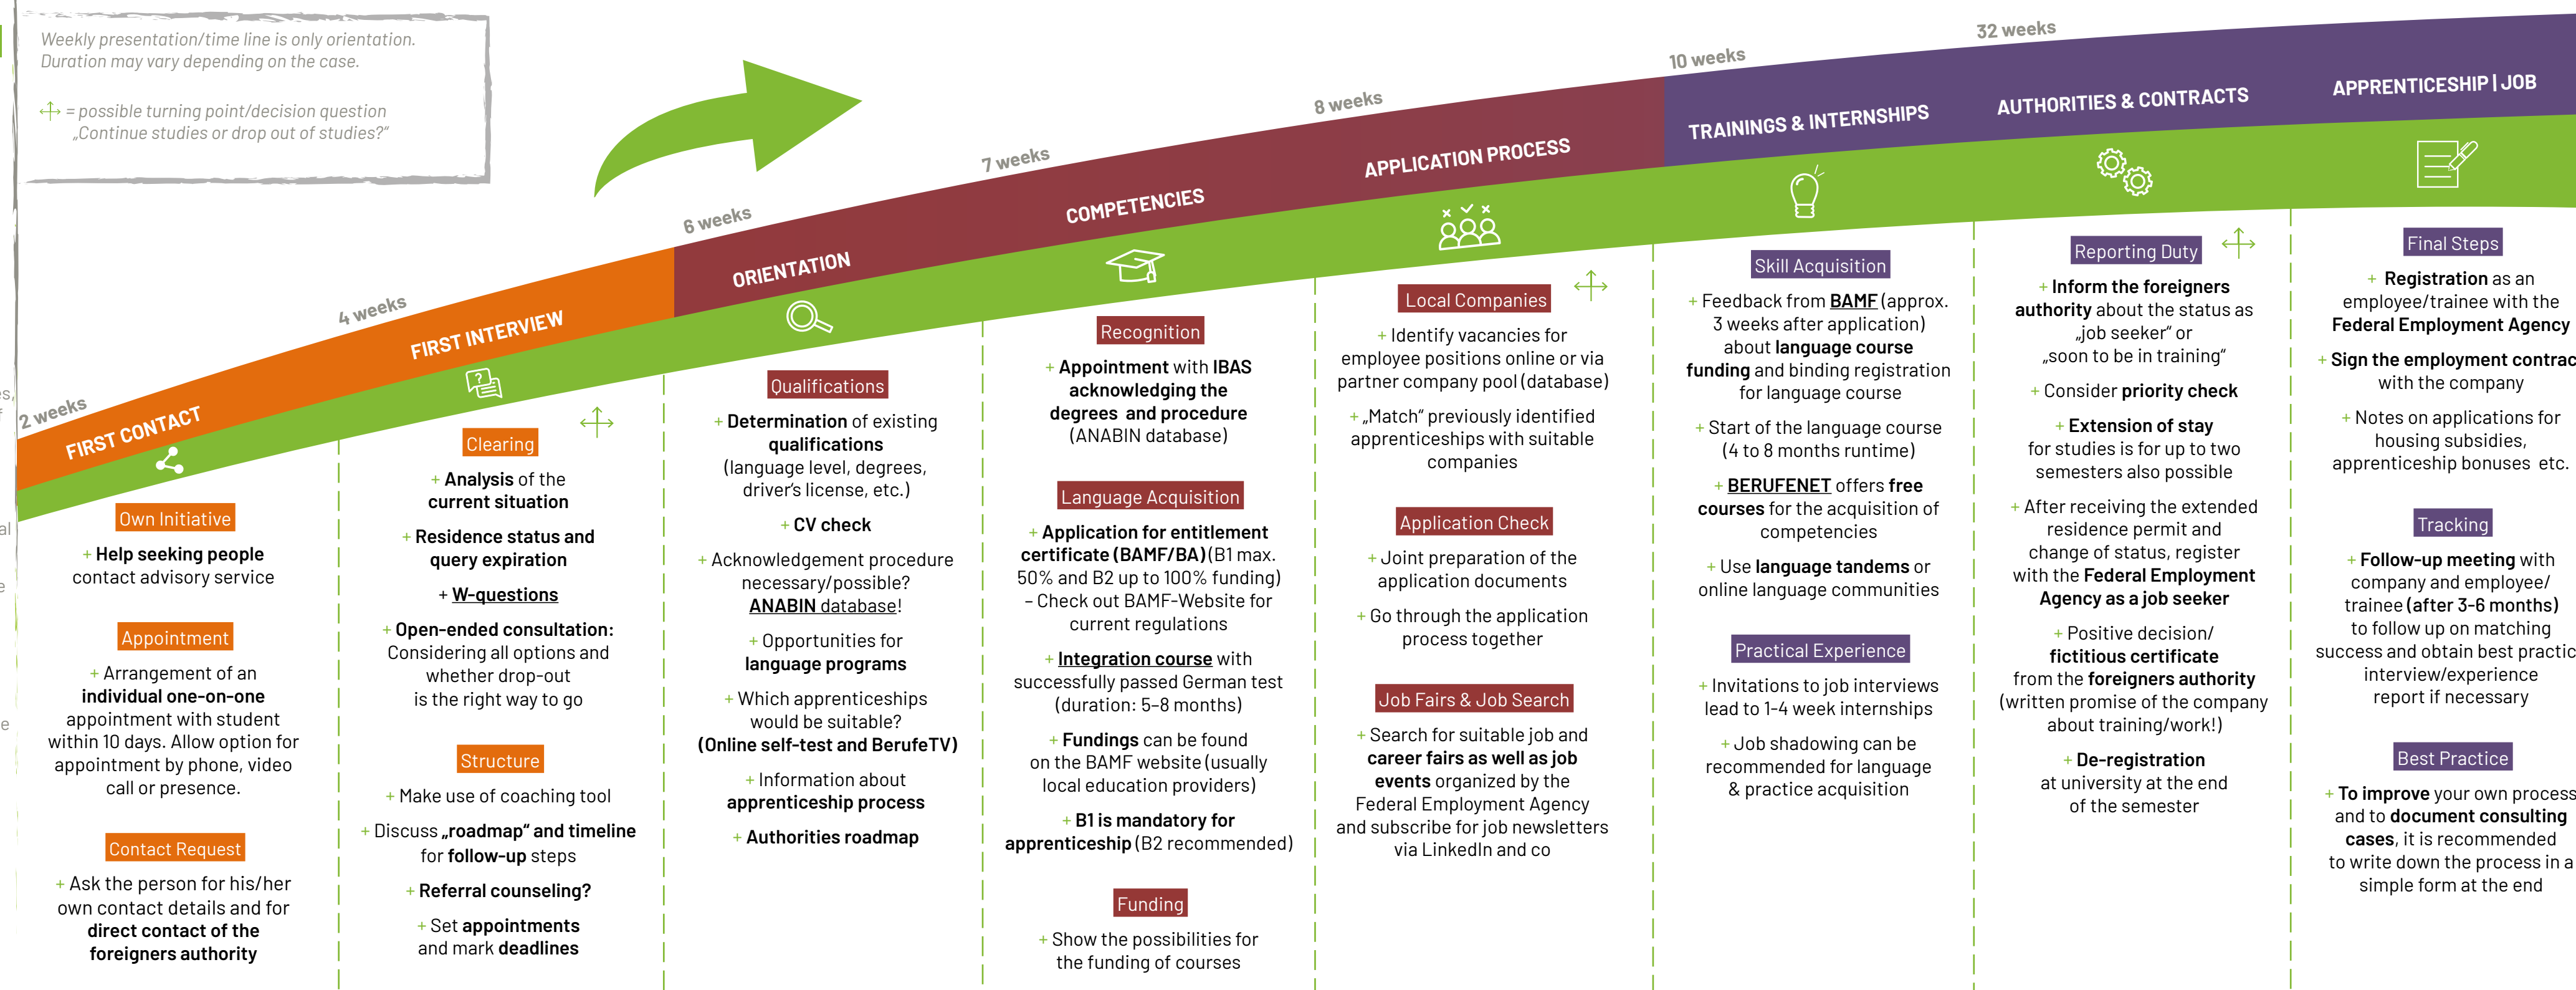 Weekly presentation/time line is only orientation.
Duration may vary depending on the case.
= possible turning point/decision question
„Continue studies or drop out of studies?“
2 weeks
4 weeks
6 weeks
7 weeks
8 weeks
10 weeks
32 weeks
FIRST CONTACT
FIRST INTERVIEW
ORIENTATION
COMPETENCIES
APPLICATION PROCESS
TRAININGS & INTERNSHIPS
AUTHORITIES & CONTRACTS
APPRENTICESHIP | JOB
Own Initiative
+ Help seeking people
contact advisory service
Appointment
+ Arrangement of an
individual one-on-one
appointment with student
within 10 days. Allow option for
appointment by phone, video
call or presence.
Contact Request
+ Ask the person for his/her
own contact details and for
direct contact of the
foreigners authority
Clearing
+ Analysis of the
current situation
+ Residence status and
query expiration
+ W-questions
+ Open-ended consultation:
Considering all options and
whether drop-out
is the right way to go
Structure
+ Make use of coaching tool
+ Discuss „roadmap“ and timeline
for follow-up steps
+ Referral counseling?
+ Set appointments
and mark deadlines
Qualifications
+ Determination of existing
qualifications
(language level, degrees,
driver‘s license, etc.)
+ CV check
+ Acknowledgement procedure
necessary/possible?
ANABIN database!
+ Opportunities for
language programs
+ Which apprenticeships
would be suitable?
(Online self-test and BerufeTV)
+ Information about
apprenticeship process
+ Authorities roadmap
Recognition
+ Appointment with IBAS
acknowledging the
degrees and procedure
(ANABIN database)
Language Acquisition
+ Application for entitlement
certificate (BAMF/BA) (B1 max.
50% and B2 up to 100% funding)
– Check out BAMF-Website for
current regulations
+ Integration course with
successfully passed German test
(duration: 5–8 months)
+ Fundings can be found
on the BAMF website (usually
local education providers)
+ B1 is mandatory for
apprenticeship (B2 recommended)
Funding
+ Show the possibilities for
the funding of courses
Local Companies
+ Identify vacancies for
employee positions online or via
partner company pool (database)
+ „Match“ previously identified
apprenticeships with suitable
companies
Application Check
+ Joint preparation of the
application documents
+ Go through the application
process together
Job Fairs & Job Search
+ Search for suitable job and
career fairs as well as job
events organized by the
Federal Employment Agency
and subscribe for job newsletters
via LinkedIn and co
Skill Acquisition
+ Feedback from BAMF (approx.
3 weeks after application)
about language course
funding and binding registration
for language course
+ Start of the language course
(4 to 8 months runtime)
+ BERUFENET offers free
courses for the acquisition of
competencies
+ Use language tandems or
online language communities
Practical Experience
+ Invitations to job interviews
lead to 1-4 week internships
+ Job shadowing can be
recommended for language
& practice acquisition
Reporting Duty
+ Inform the foreigners
authority about the status as
„job seeker“ or
„soon to be in training“
+ Consider priority check
+ Extension of stay
for studies is for up to two
semesters also possible
+ After receiving the extended
residence permit and
change of status, register
with the Federal Employment
Agency as a job seeker
+ Positive decision/
fictitious certificate
from the foreigners authority
(written promise of the company
about training/work!)
+ De-registration
at university at the end
of the semester
Final Steps
+ Registration as an
employee/trainee with the
Federal Employment Agency
+ Sign the employment contrac
with the company
+ Notes on applications for
housing subsidies,
apprenticeship bonuses etc.
Tracking
+ Follow-up meeting with
company and employee/
trainee (after 3-6 months)
to follow up on matching
success and obtain best practic
interview/experience
report if necessary
Best Practice
+ To improve your own process
and to document consulting
cases, it is recommended
to write down the process in a
simple form at the end